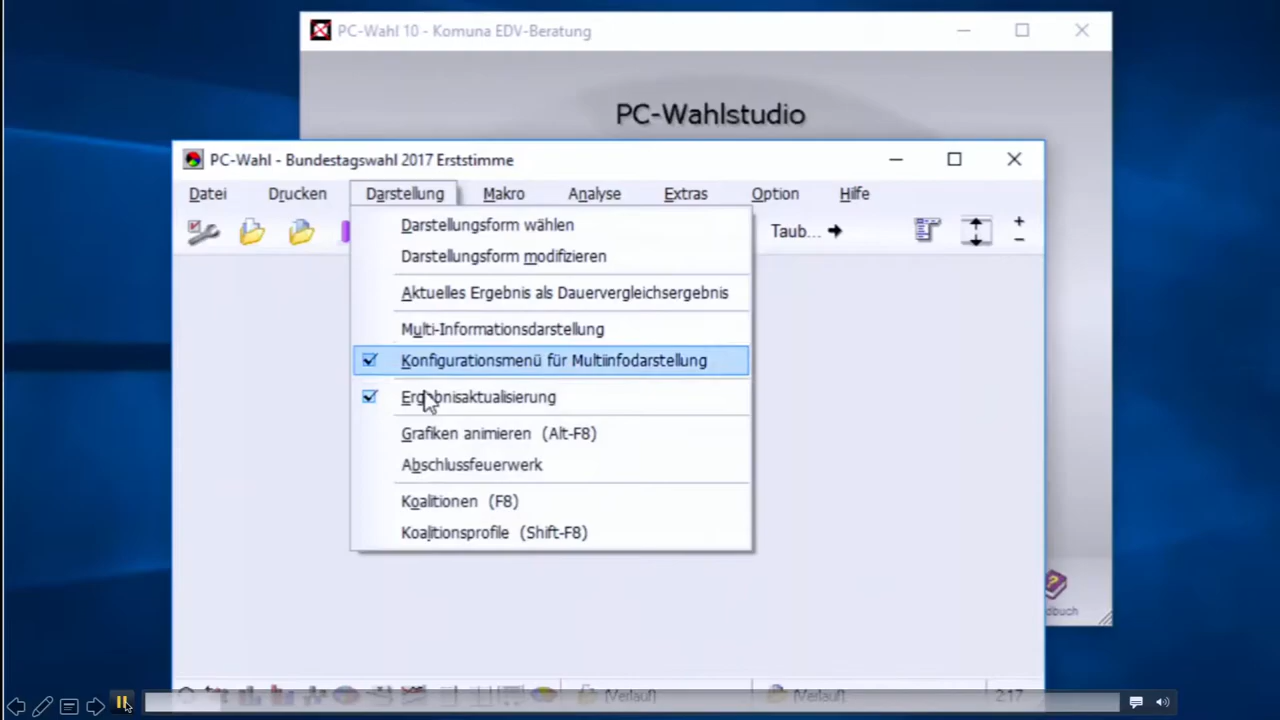 PC-Wahl 10 - Komuna EDV-Beratung
PC-Wahlstudio
PC-Wahl - Bundestagswahl 2017 Erststimme
Datei Drucken Darstellung Makro Analyse Extras Option Hilfe
Taub...
Darstellungsform wählen
Darstellungsform modifizieren
Aktuelles Ergebnis als Dauervergleichsergebnis
Multi-Informationsdarstellung
Konfigurationsmenü für Multiinfodarstellung
Ergebnisaktualisierung
Grafiken animieren (Alt-F8)
Abschlussfeuerwerk
Koalitionen (F8)
Koalitionsprofile (Shift-F8)
dbuch
(Verlauf) (Verlauf) 217